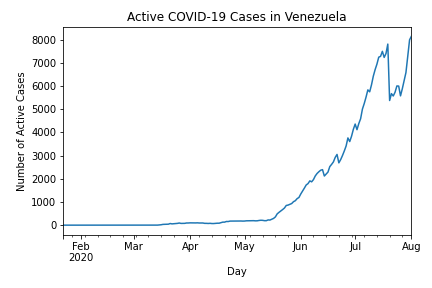 Active COVID-19 Cases in Venezuela
8000
7000
6000
5000
4000
3000
2000
1000
0
Number of Active Cases
Feb Mar Apr May Jun Jul Aug
2020
Day